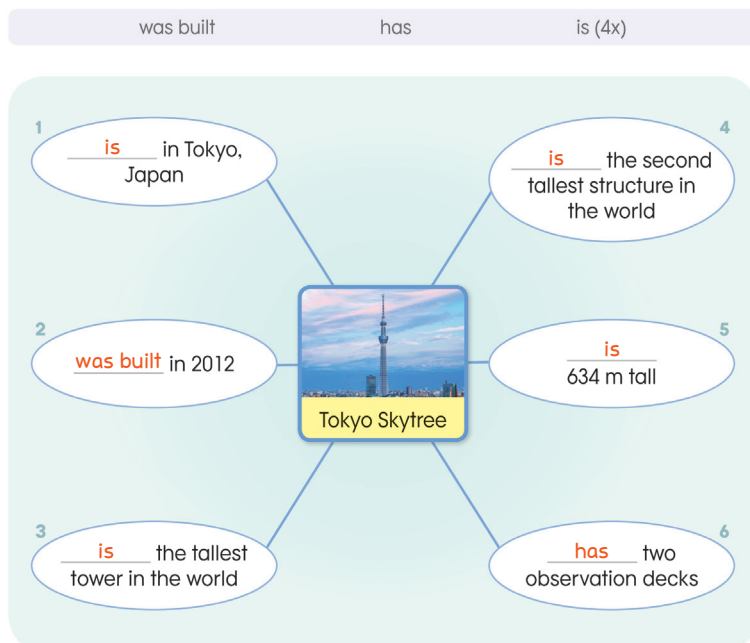 was built has is (4x)
1
is in Tokyo,
Japan
2
was built in 2012
3
is the tallest
tower in the world
Tokyo Skytree
4
is the second
tallest structure in
the world
5
is
634 m tall
6
has two
observation decks